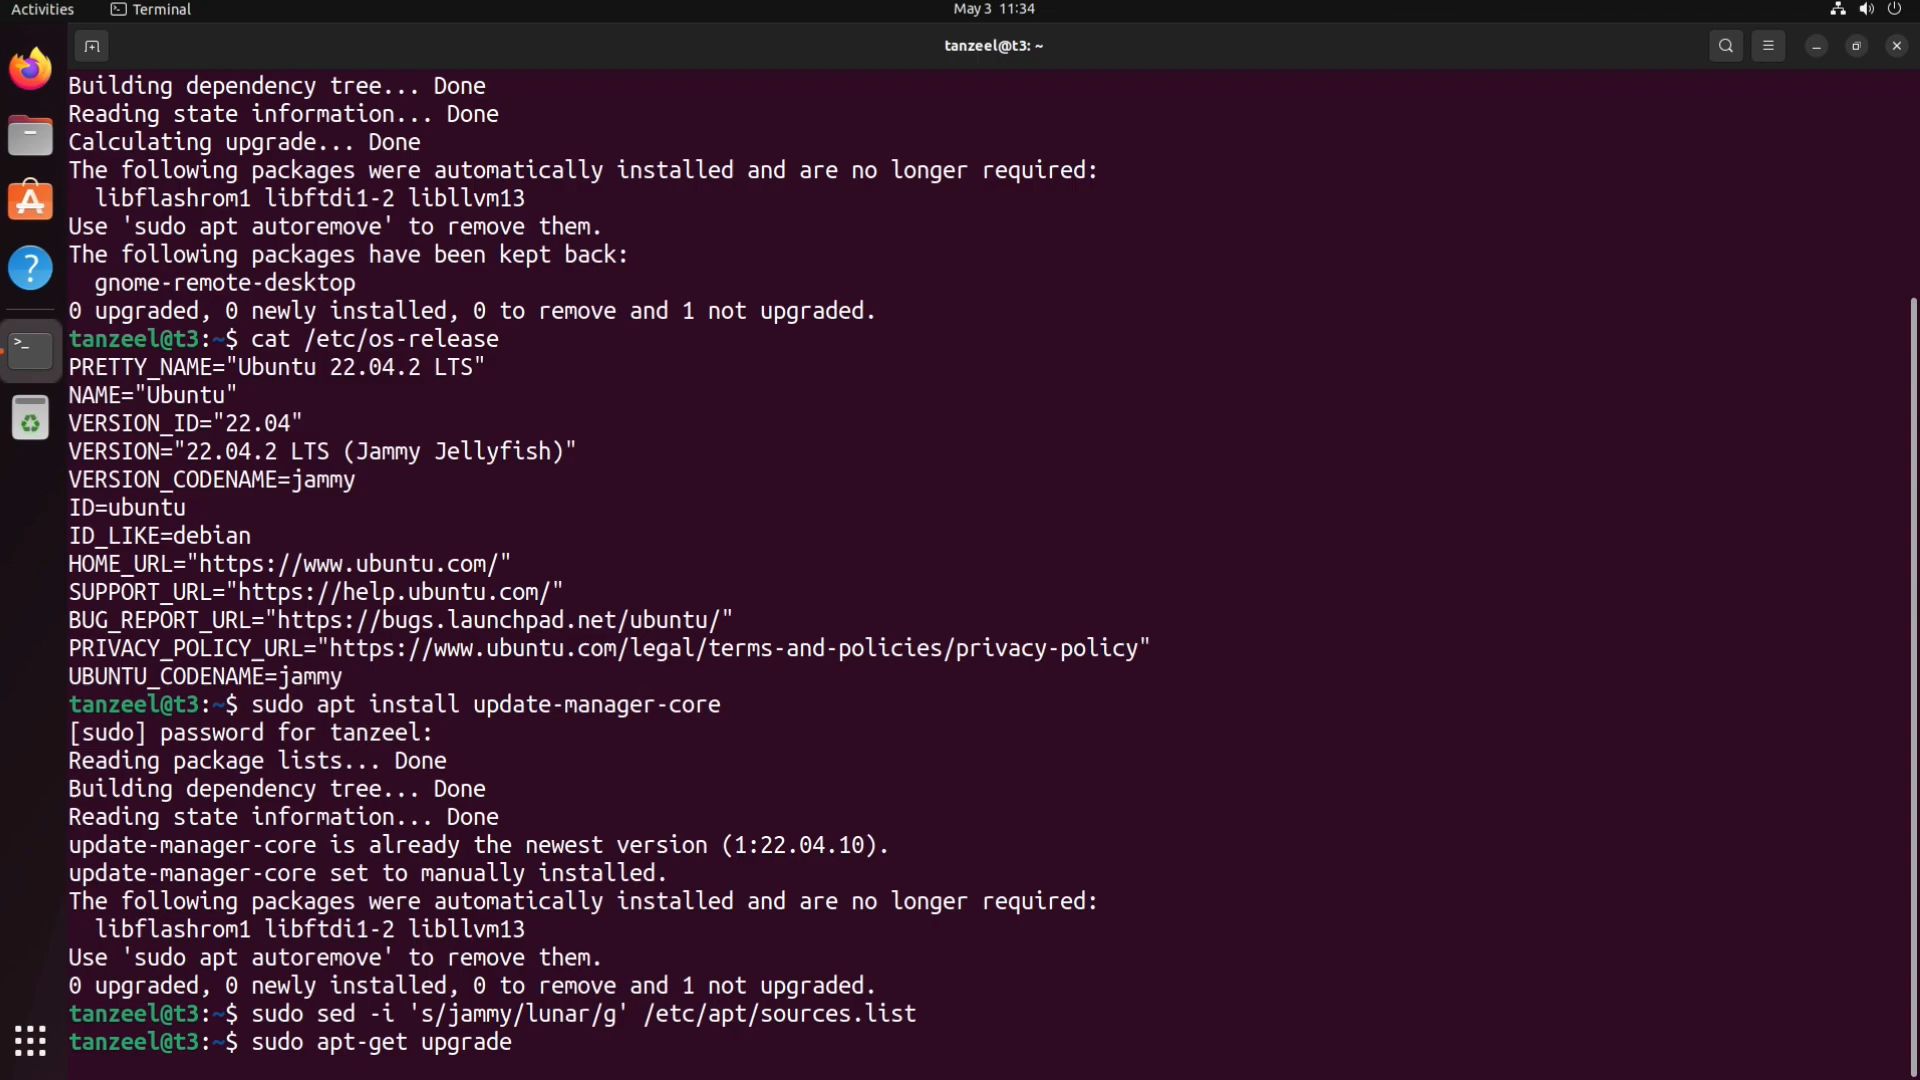 Activities
Terminal
May 3 11:34
tanzeel@t3: ~
Building dependency tree... Done
Reading state information... Done
Calculating upgrade... Done
The following packages were automatically installed and are no longer required:
  libflashrom1 libftdi1-2 libllvm13
Use 'sudo apt autoremove' to remove them.
The following packages have been kept back:
  gnome-remote-desktop
0 upgraded, 0 newly installed, 0 to remove and 1 not upgraded.
tanzeel@t3:~$ cat /etc/os-release
PRETTY_NAME="Ubuntu 22.04.2 LTS"
NAME="Ubuntu"
VERSION_ID="22.04"
VERSION="22.04.2 LTS (Jammy Jellyfish)"
VERSION_CODENAME=jammy
ID=ubuntu
ID_LIKE=debian
HOME_URL="https://www.ubuntu.com/"
SUPPORT_URL="https://help.ubuntu.com/"
BUG_REPORT_URL="https://bugs.launchpad.net/ubuntu/"
PRIVACY_POLICY_URL="https://www.ubuntu.com/legal/terms-and-policies/privacy-policy"
UBUNTU_CODENAME=jammy
tanzeel@t3:~$ sudo apt install update-manager-core
[sudo] password for tanzeel:
Reading package lists... Done
Building dependency tree... Done
Reading state information... Done
update-manager-core is already the newest version (1:22.04.10).
update-manager-core set to manually installed.
The following packages were automatically installed and are no longer required:
  libflashrom1 libftdi1-2 libllvm13
Use 'sudo apt autoremove' to remove them.
0 upgraded, 0 newly installed, 0 to remove and 1 not upgraded.
tanzeel@t3:~$ sudo sed -i 's/jammy/lunar/g' /etc/apt/sources.list
tanzeel@t3:~$ sudo apt-get upgrade